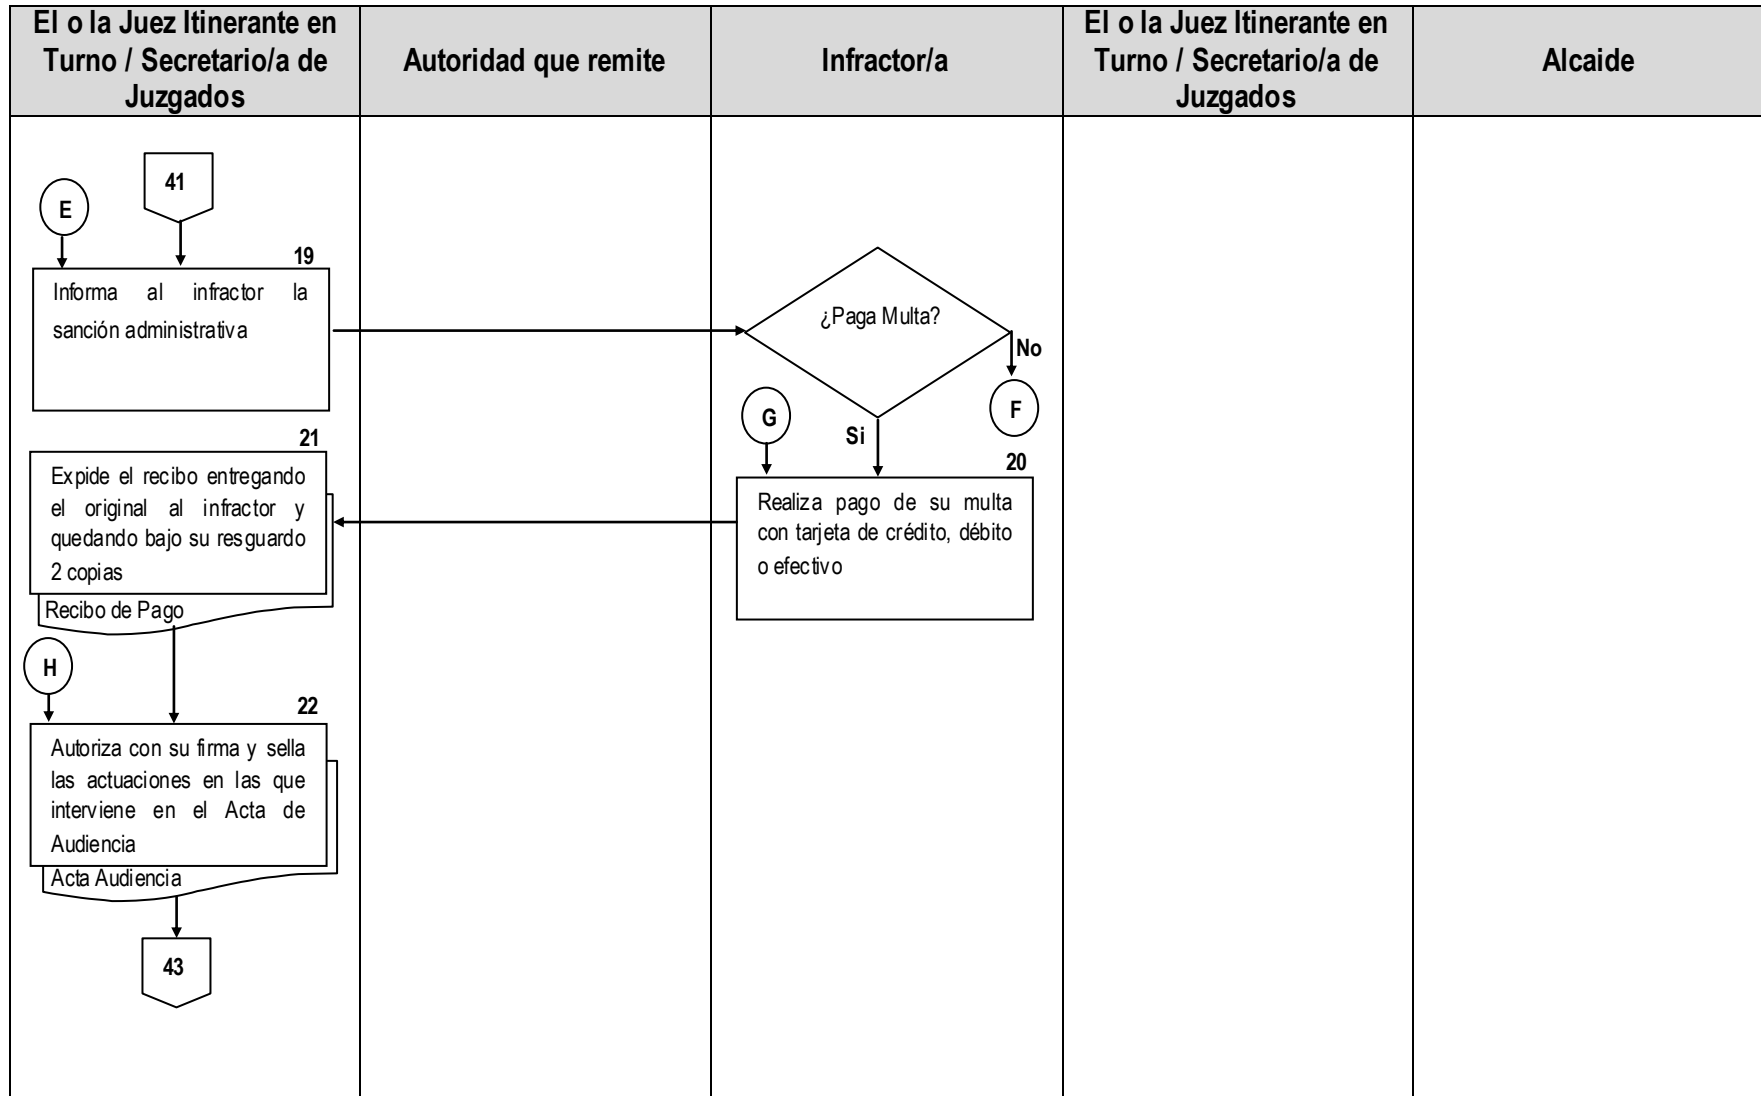 El o la Juez Itinerante en
Turno / Secretario/a de
Juzgados
Autoridad que remite
Infractor/a
El o la Juez Itinerante en
Turno / Secretario/a de
Juzgados
Alcaide
41
E
19
Informa al infractor la
sanción administrativa
¿Paga Multa?
No
F
G
Si
20
Realiza pago de su multa
con tarjeta de crédito, débito
o efectivo
21
Expide el recibo entregando
el original al infractor y
quedando bajo su resguardo
2 copias
Recibo de Pago
H
22
Autoriza con su firma y sella
las actuaciones en las que
interviene en el Acta de
Audiencia
Acta Audiencia
43